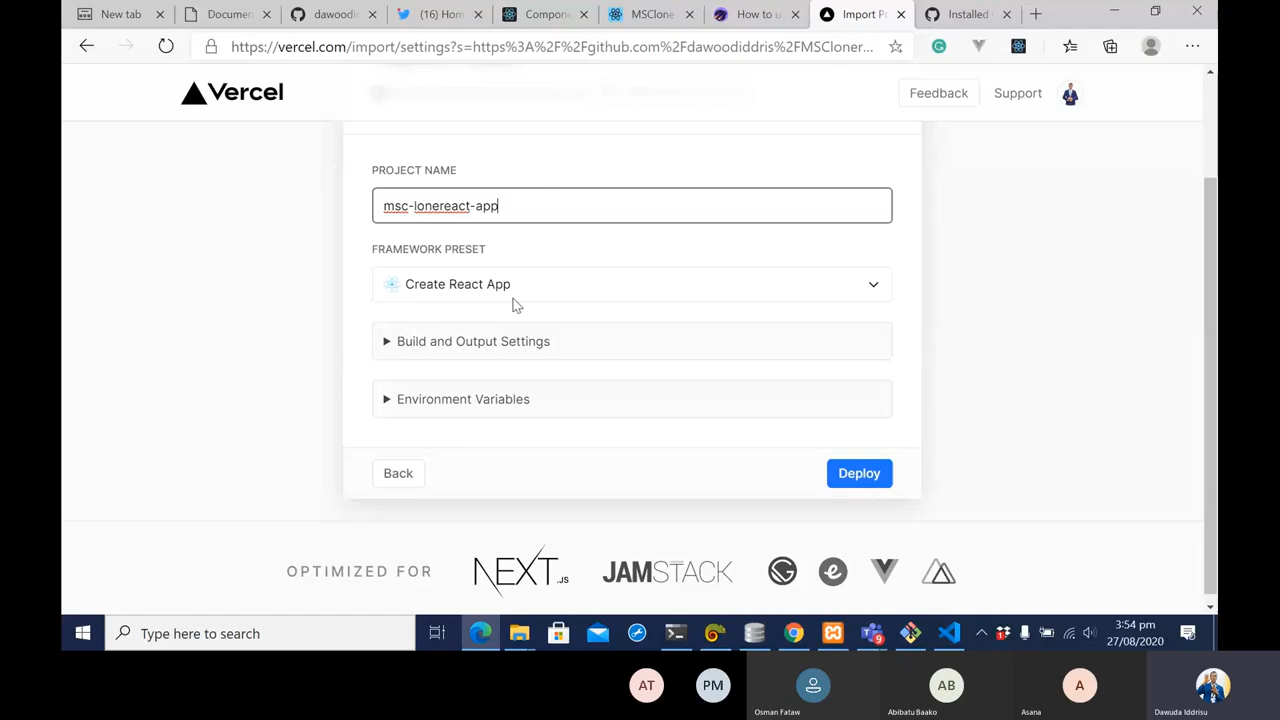 New tab
Documen
dawoodic
(16) Hom
Compone
MSClone
How to u
Import Pr
Installed
https://vercel.com/import/settings?s=https%3A%2F%2Fgithub.com%2Fdawoodiddris%2FMSCloner...
Vercel
Feedback
Support
PROJECT NAME
msc-lonereact-app
FRAMEWORK PRESET
Create React App
Build and Output Settings
Environment Variables
Back
Deploy
OPTIMIZED FOR
NEXT.JS
JAMSTACK
Type here to search
3:54 pm
27/08/2020
AT
PM
AB
A
Osman Fataw
Abibatu Baako
Asana
Dawuda Iddrisu